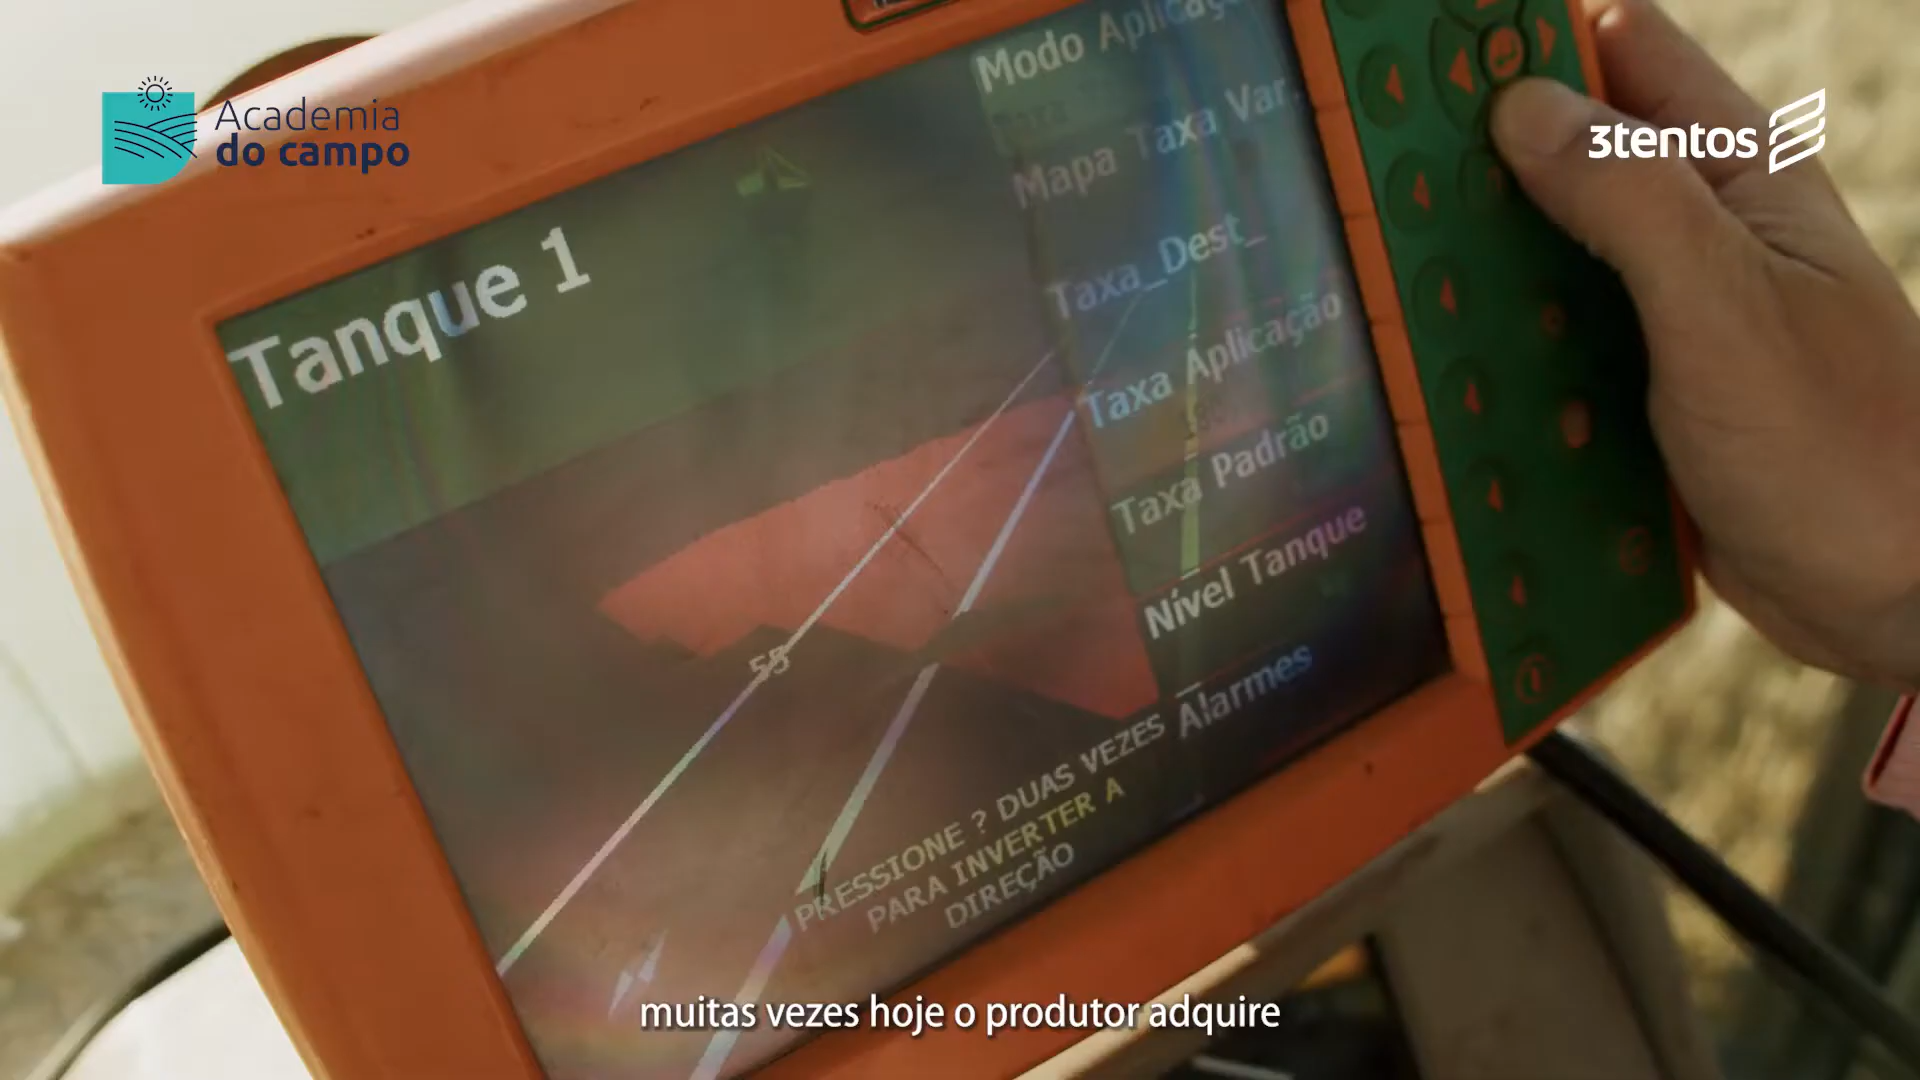 Academia
do campo
3tentos
Tanque 1
Modo Aplicaç
Mapa Taxa Var.
Taxa_Dest_
Taxa Aplicação
Taxa Padrão
Nível Tanque
Alarmes
58
PRESSIONE ? DUAS VEZES
PARA INVERTER A
DIREÇÃO
muitas vezes hoje o produtor adquire